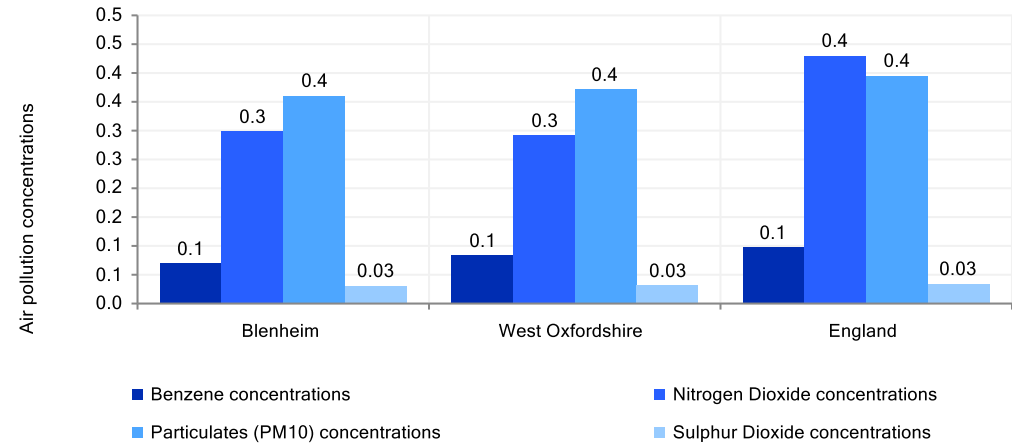 Air pollution concentrations
0.5
0.5
0.4
0.4
0.3
0.3
0.2
0.2
0.1
0.1
0.0
0.1
0.3
0.4
0.03
0.1
0.3
0.4
0.03
0.1
0.4
0.4
0.03
Blenheim
West Oxfordshire
England
Benzene concentrations
Nitrogen Dioxide concentrations
Particulates (PM10) concentrations
Sulphur Dioxide concentrations